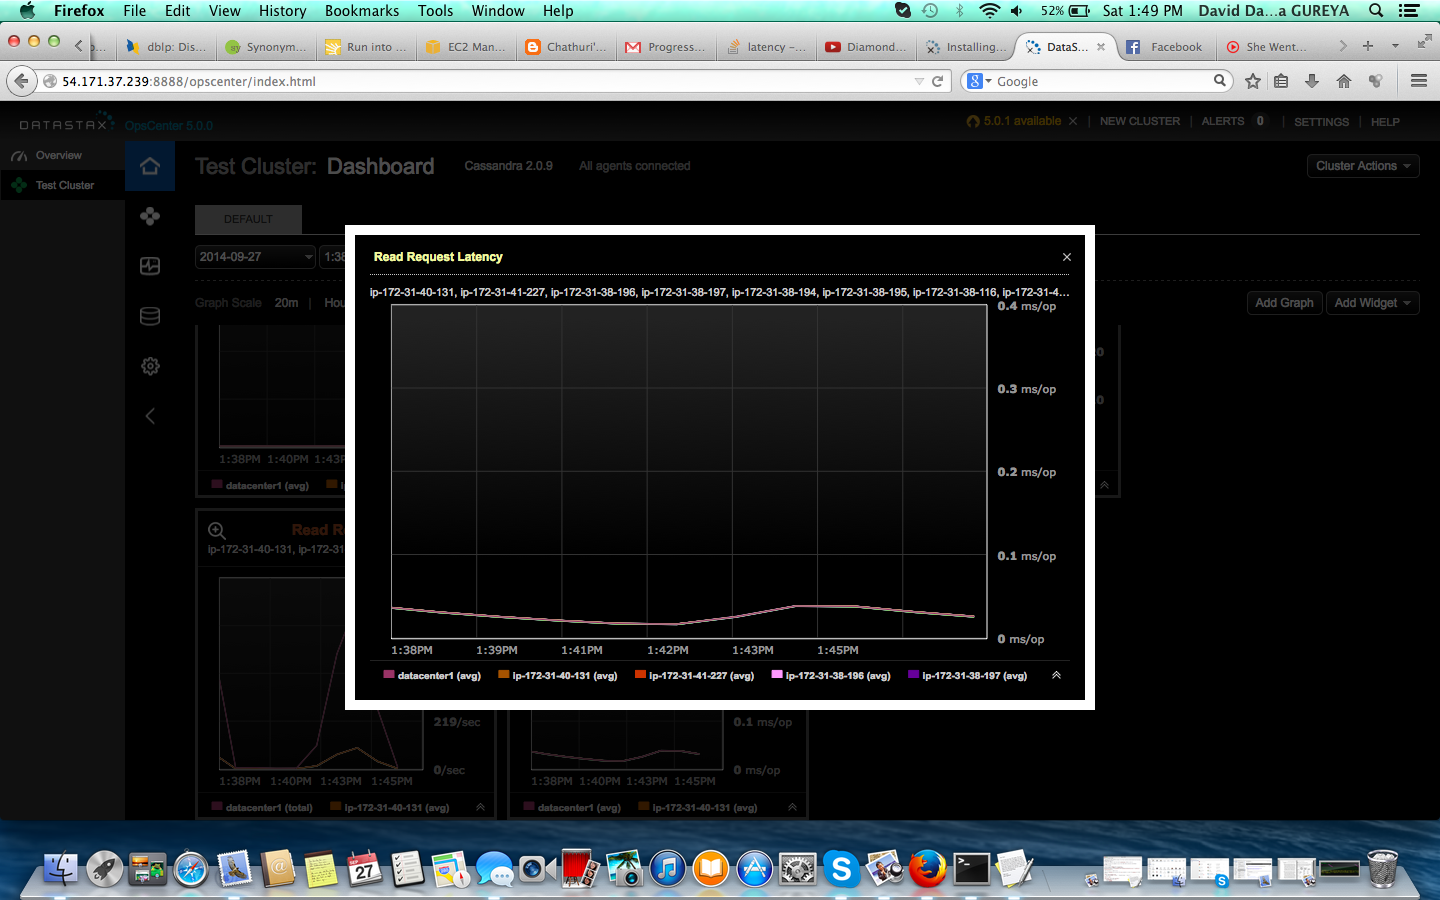 Firefox File Edit View History Bookmarks Tools Window Help 52% Sat 1:49 PM David Da...a GUREYA
dblp: Dis... Synonym... Run into ... EC2 Man... Chathuri'... Progress... latency –... Diamond... Installing... DataS... Facebook She Went...
54.171.37.239:8888/opscenter/index.html Google
DATASTAX OpsCenter 5.0.0 5.0.1 available NEW CLUSTER ALERTS 0 SETTINGS HELP
Overview
Test Cluster
Test Cluster: Dashboard Cassandra 2.0.9 All agents connected Cluster Actions
DEFAULT
2014-09-27 1:38
Graph Scale 20m Hou
Add Graph Add Widget
Read Request Latency
ip-172-31-40-131, ip-172-31-41-227, ip-172-31-38-196, ip-172-31-38-197, ip-172-31-38-194, ip-172-31-38-195, ip-172-31-38-116, ip-172-31-4...
0.4 ms/op
0.3 ms/op
0.2 ms/op
0.1 ms/op
0 ms/op
1:38PM 1:39PM 1:41PM 1:42PM 1:43PM 1:45PM
datacenter1 (avg) ip-172-31-40-131 (avg) ip-172-31-41-227 (avg) ip-172-31-38-196 (avg) ip-172-31-38-197 (avg)
1:38PM 1:40PM 1:43P
datacenter1 (avg)
Read R
ip-172-31-40-131, ip-172-31
219/sec
0/sec
1:38PM 1:40PM 1:43PM 1:45PM
datacenter1 (total) ip-172-31-40-131 (avg)
0.1 ms/op
0 ms/op
1:38PM 1:40PM 1:43PM 1:45PM
datacenter1 (avg) ip-172-31-40-131 (avg)
SEP
27